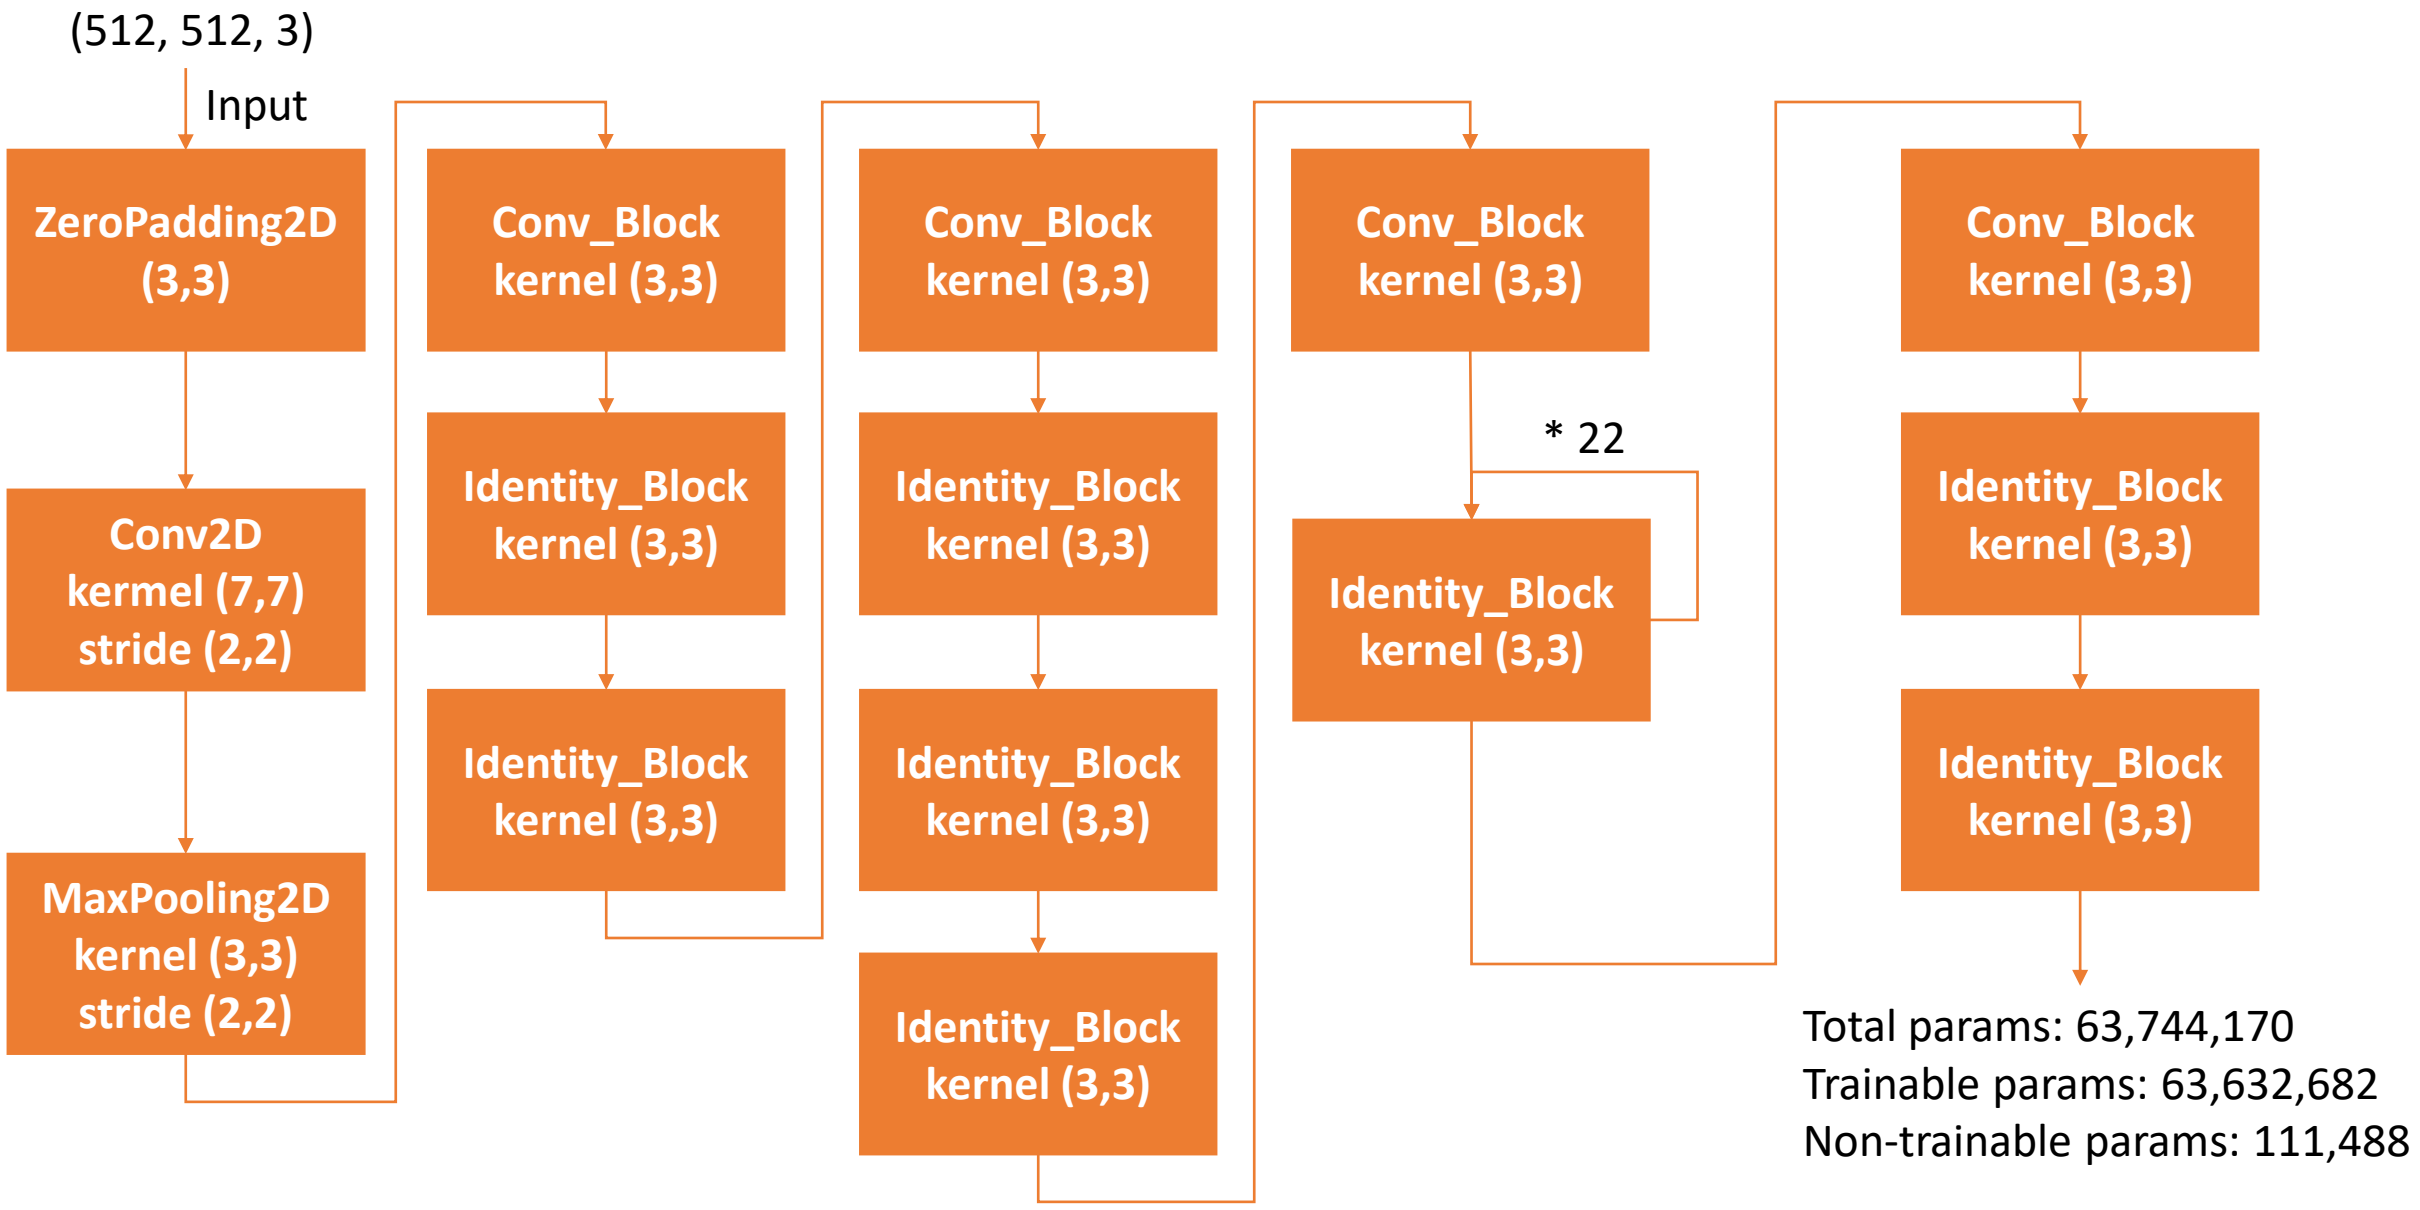 (512, 512, 3)
Input
ZeroPadding2D
(3,3)
Conv2D
kermel (7,7)
stride (2,2)
MaxPooling2D
kernel (3,3)
stride (2,2)
Conv_Block
kernel (3,3)
Identity_Block
kernel (3,3)
Identity_Block
kernel (3,3)
Conv_Block
kernel (3,3)
Identity_Block
kernel (3,3)
Identity_Block
kernel (3,3)
Identity_Block
kernel (3,3)
Conv_Block
kernel (3,3)
* 22
Identity_Block
kernel (3,3)
Conv_Block
kernel (3,3)
Identity_Block
kernel (3,3)
Identity_Block
kernel (3,3)
Total params: 63,744,170
Trainable params: 63,632,682
Non-trainable params: 111,488